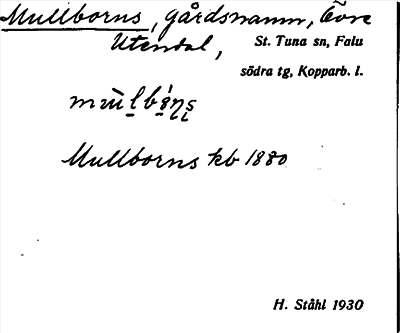 Mullborns, gårdsnamn, Övre
Utendal, St. Tuna sn, Falu
södra tg, Kopparb. l.
Mullborns kb 1880
H. Ståhl 1930